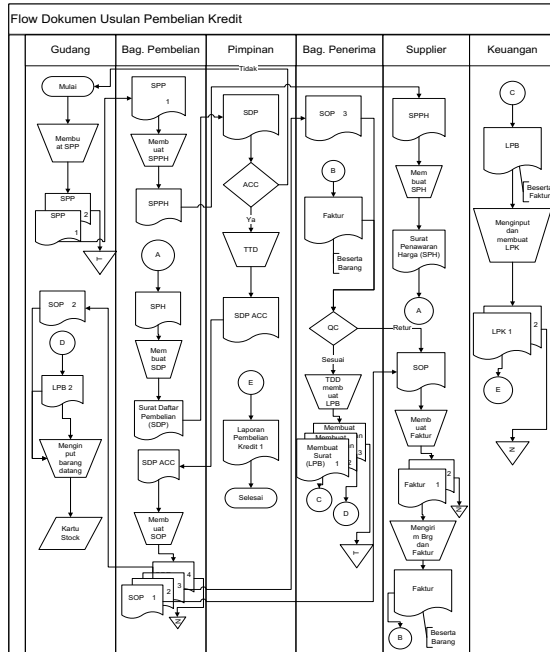 Flow Dokumen Usulan Pembelian Kredit
Gudang
Bag. Pembelian
Pimpinan
Bag. Penerima
Supplier
Keuangan
Mulai
Membu
at SPP
SPP
2
SPP
1
T
SOP 2
D
LPB 2
Mengin
put
barang
datang
Kartu
Stock
SPP
1
Memb
uat
SPPH
SPPH
A
SPH
Mem
buat
SDP
Surat Daftar
Pembelian
(SDP)
SDP ACC
Memb
uat
SOP
4
3
2
SOP 1
N
Tidak
SDP
ACC
Ya
TTD
SDP ACC
E
Laporan
Pembelian
Kredit 1
Selesai
SOP 3
B
Faktur
Beserta
Barang
QC
Retur
Sesuai
TDD
memb
uat
LPB
Membuat
Membuat
Membuat
Surat
(LPB) 1
2
3
C
D
T
SPPH
Mem
buat
SPH
Surat
Penawaran
Harga (SPH)
A
SOP
Memb
uat
Faktur
Faktur 1
2
N
Mengiri
m Brg
dan
Faktur
Faktur
B
Beserta
Barang
C
LPB
Beserta
Faktur
Menginput
dan
membuat
LPK
LPK 1
2
E
N